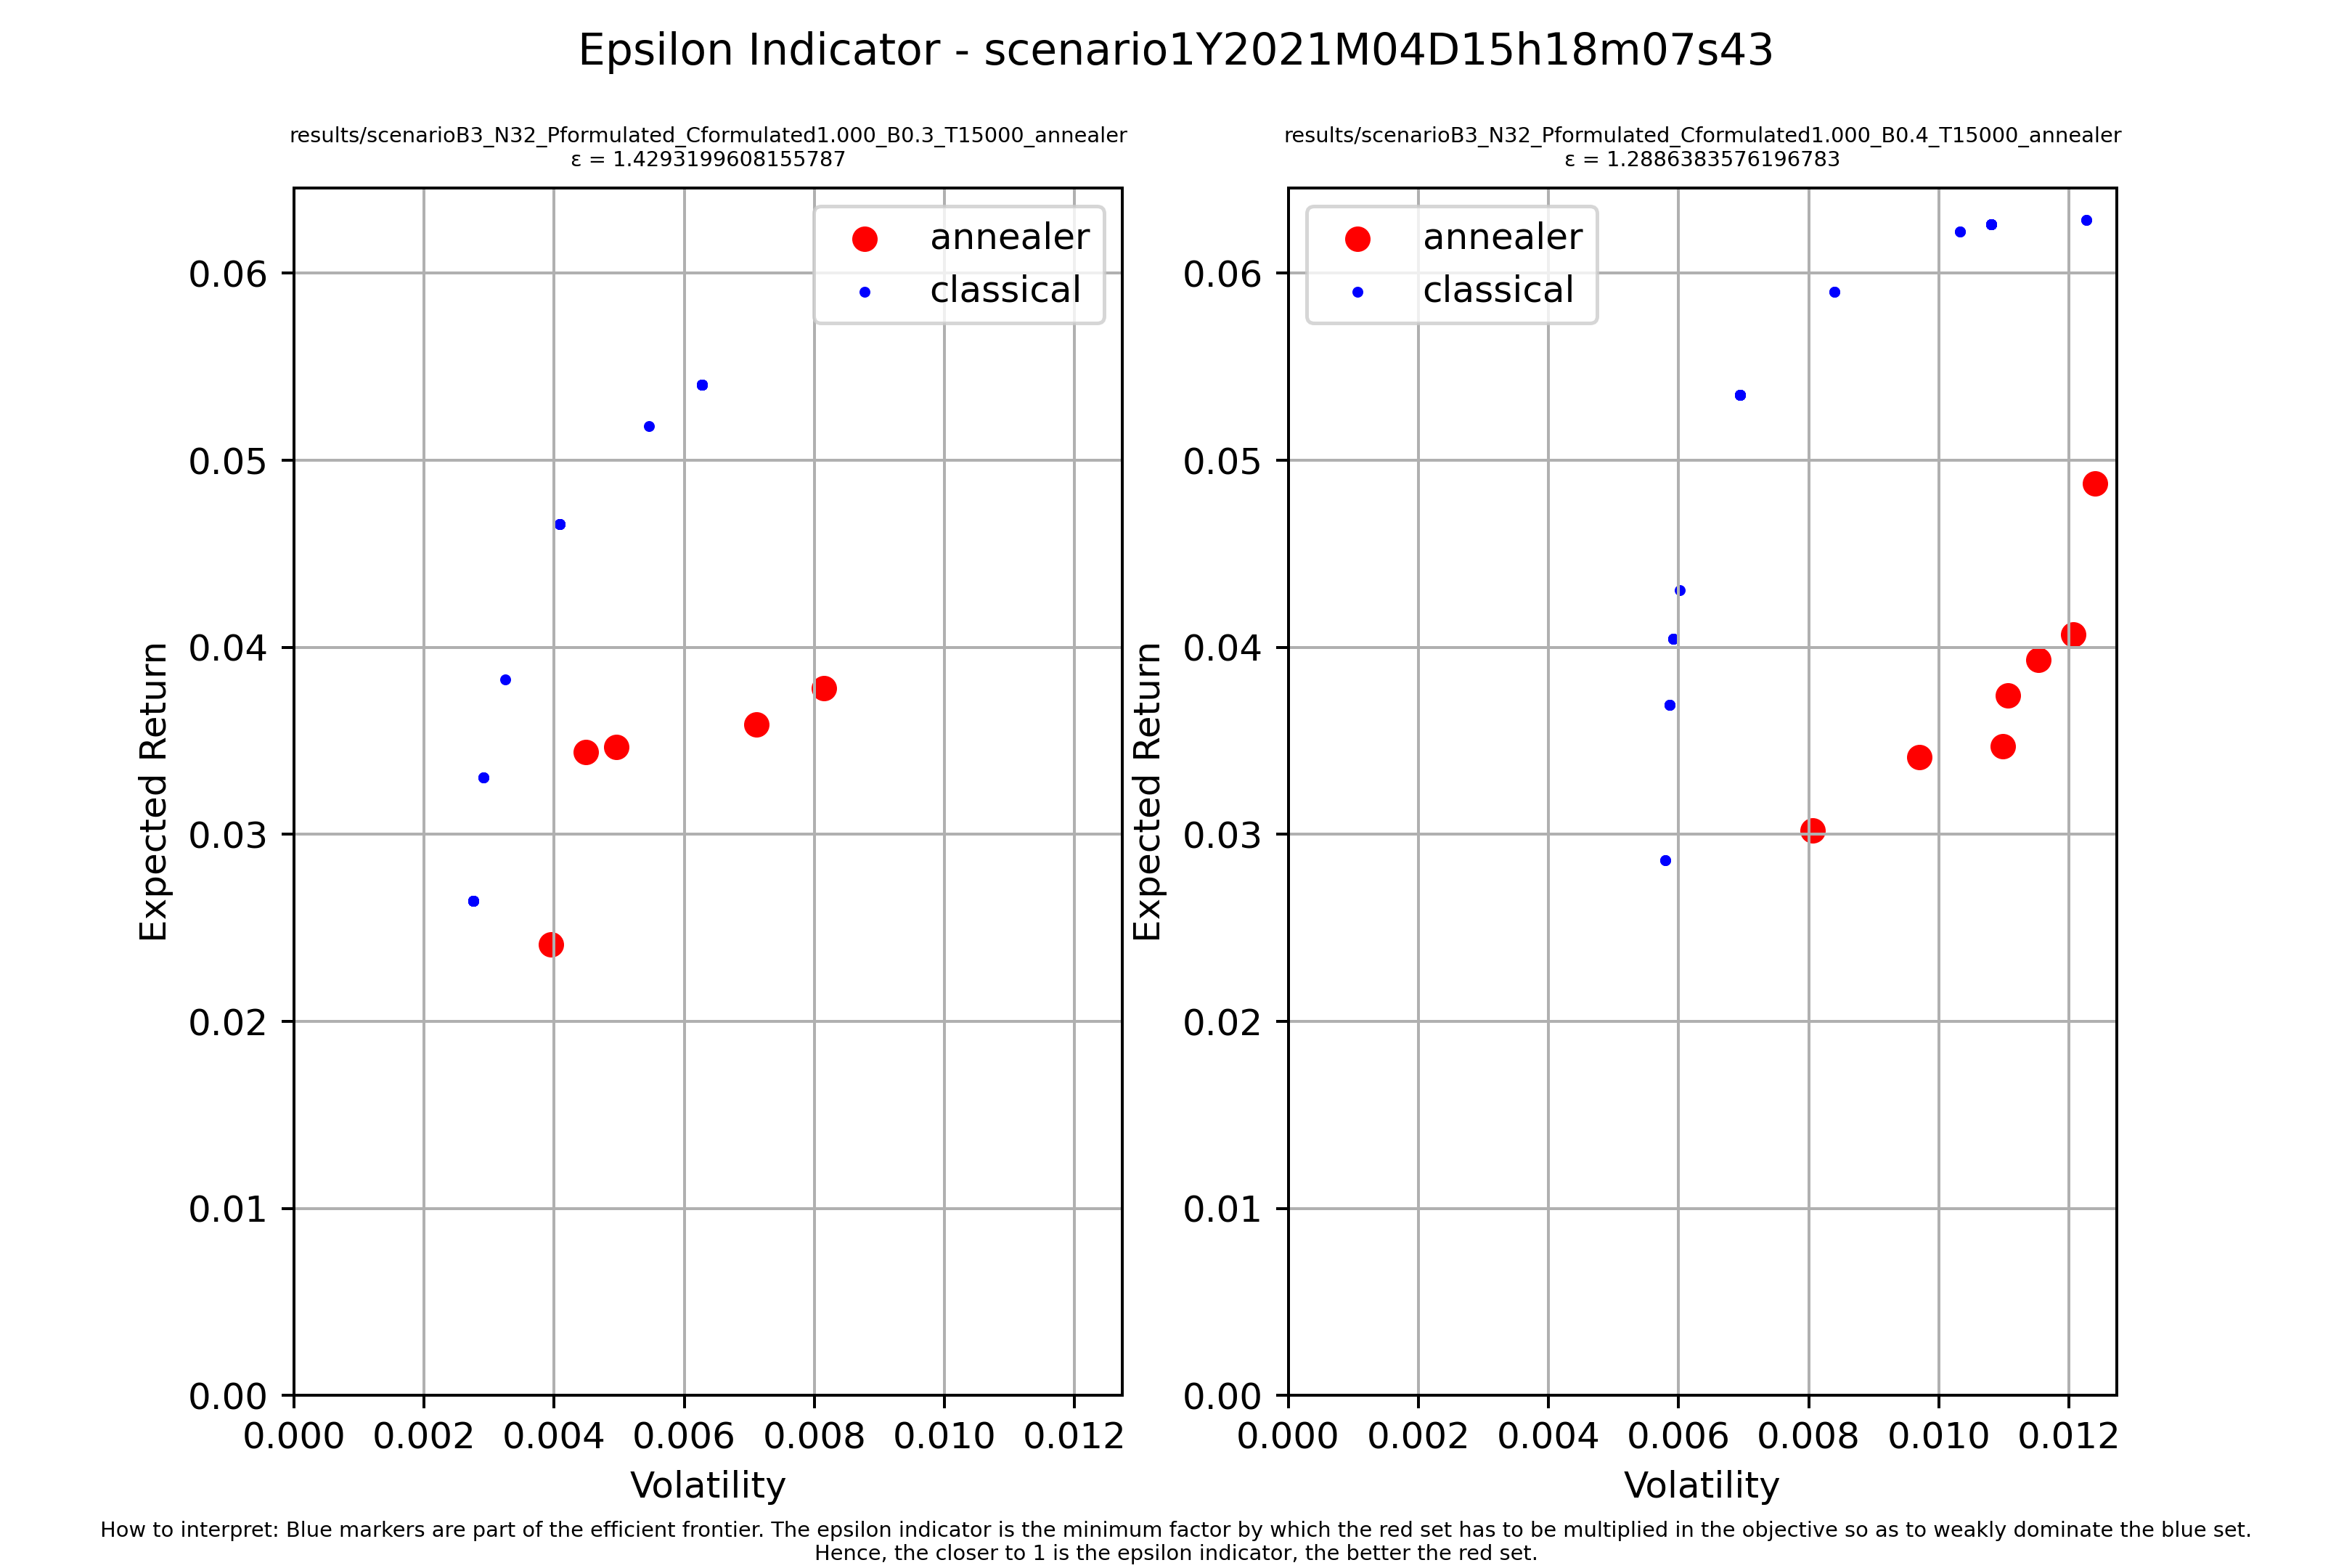 Epsilon Indicator - scenario1Y2021M04D15h18m07s43
results/scenarioB3_N32_Pformulated_Cformulated1.000_B0.3_T15000_annealer
ε = 1.4293199608155787
annealer
classical
0.06
0.05
0.04
0.03
0.02
0.01
0.00
Expected Return
0.000 0.002 0.004 0.006 0.008 0.010 0.012
Volatility
results/scenarioB3_N32_Pformulated_Cformulated1.000_B0.4_T15000_annealer
ε = 1.2886383576196783
annealer
classical
0.06
0.05
0.04
0.03
0.02
0.01
0.00
Expected Return
0.000 0.002 0.004 0.006 0.008 0.010 0.012
Volatility
How to interpret: Blue markers are part of the efficient frontier. The epsilon indicator is the minimum factor by which the red set has to be multiplied in the objective so as to weakly dominate the blue set.
Hence, the closer to 1 is the epsilon indicator, the better the red set.